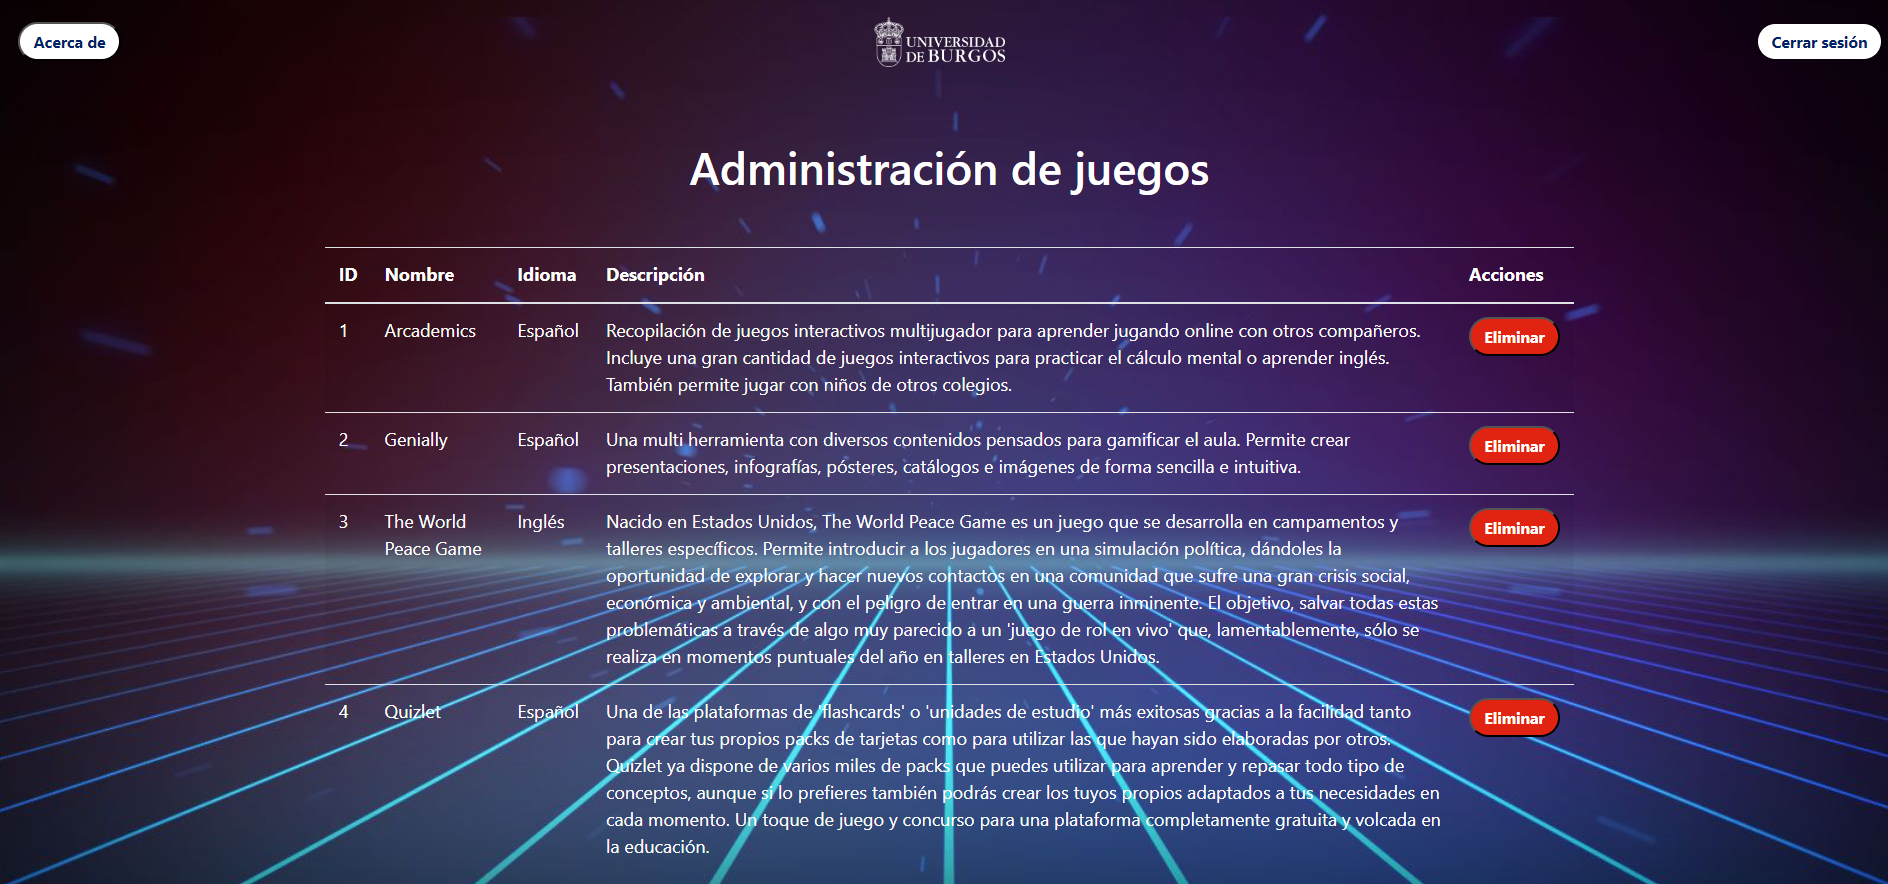 Acerca de
UNIVERSIDAD
DE BURGOS
Cerrar sesión
Administración de juegos
ID Nombre Idioma Descripción Acciones
1 Arcademics Español Recopilación de juegos interactivos multijugador para aprender jugando online con otros compañeros. Eliminar
Incluye una gran cantidad de juegos interactivos para practicar el cálculo mental o aprender inglés.
También permite jugar con niños de otros colegios.
2 Genially Español Una multi herramienta con diversos contenidos pensados para gamificar el aula. Permite crear Eliminar
presentaciones, infografías, pósteres, catálogos e imágenes de forma sencilla e intuitiva.
3 The World Inglés Nacido en Estados Unidos, The World Peace Game es un juego que se desarrolla en campamentos y Eliminar
Peace Game talleres específicos. Permite introducir a los jugadores en una simulación política, dándoles la
oportunidad de explorar y hacer nuevos contactos en una comunidad que sufre una gran crisis social,
económica y ambiental, y con el peligro de entrar en una guerra inminente. El objetivo, salvar todas estas
problemáticas a través de algo muy parecido a un 'juego de rol en vivo' que, lamentablemente, sólo se
realiza en momentos puntuales del año en talleres en Estados Unidos.
4 Quizlet Español Una de las plataformas de 'flashcards' o 'unidades de estudio' más exitosas gracias a la facilidad tanto Eliminar
para crear tus propios packs de tarjetas como para utilizar las que hayan sido elaboradas por otros.
Quizlet ya dispone de varios miles de packs que puedes utilizar para aprender y repasar todo tipo de
conceptos, aunque si lo prefieres también podrás crear los tuyos propios adaptados a tus necesidades en
cada momento. Un toque de juego y concurso para una plataforma completamente gratuita y volcada en
la educación.